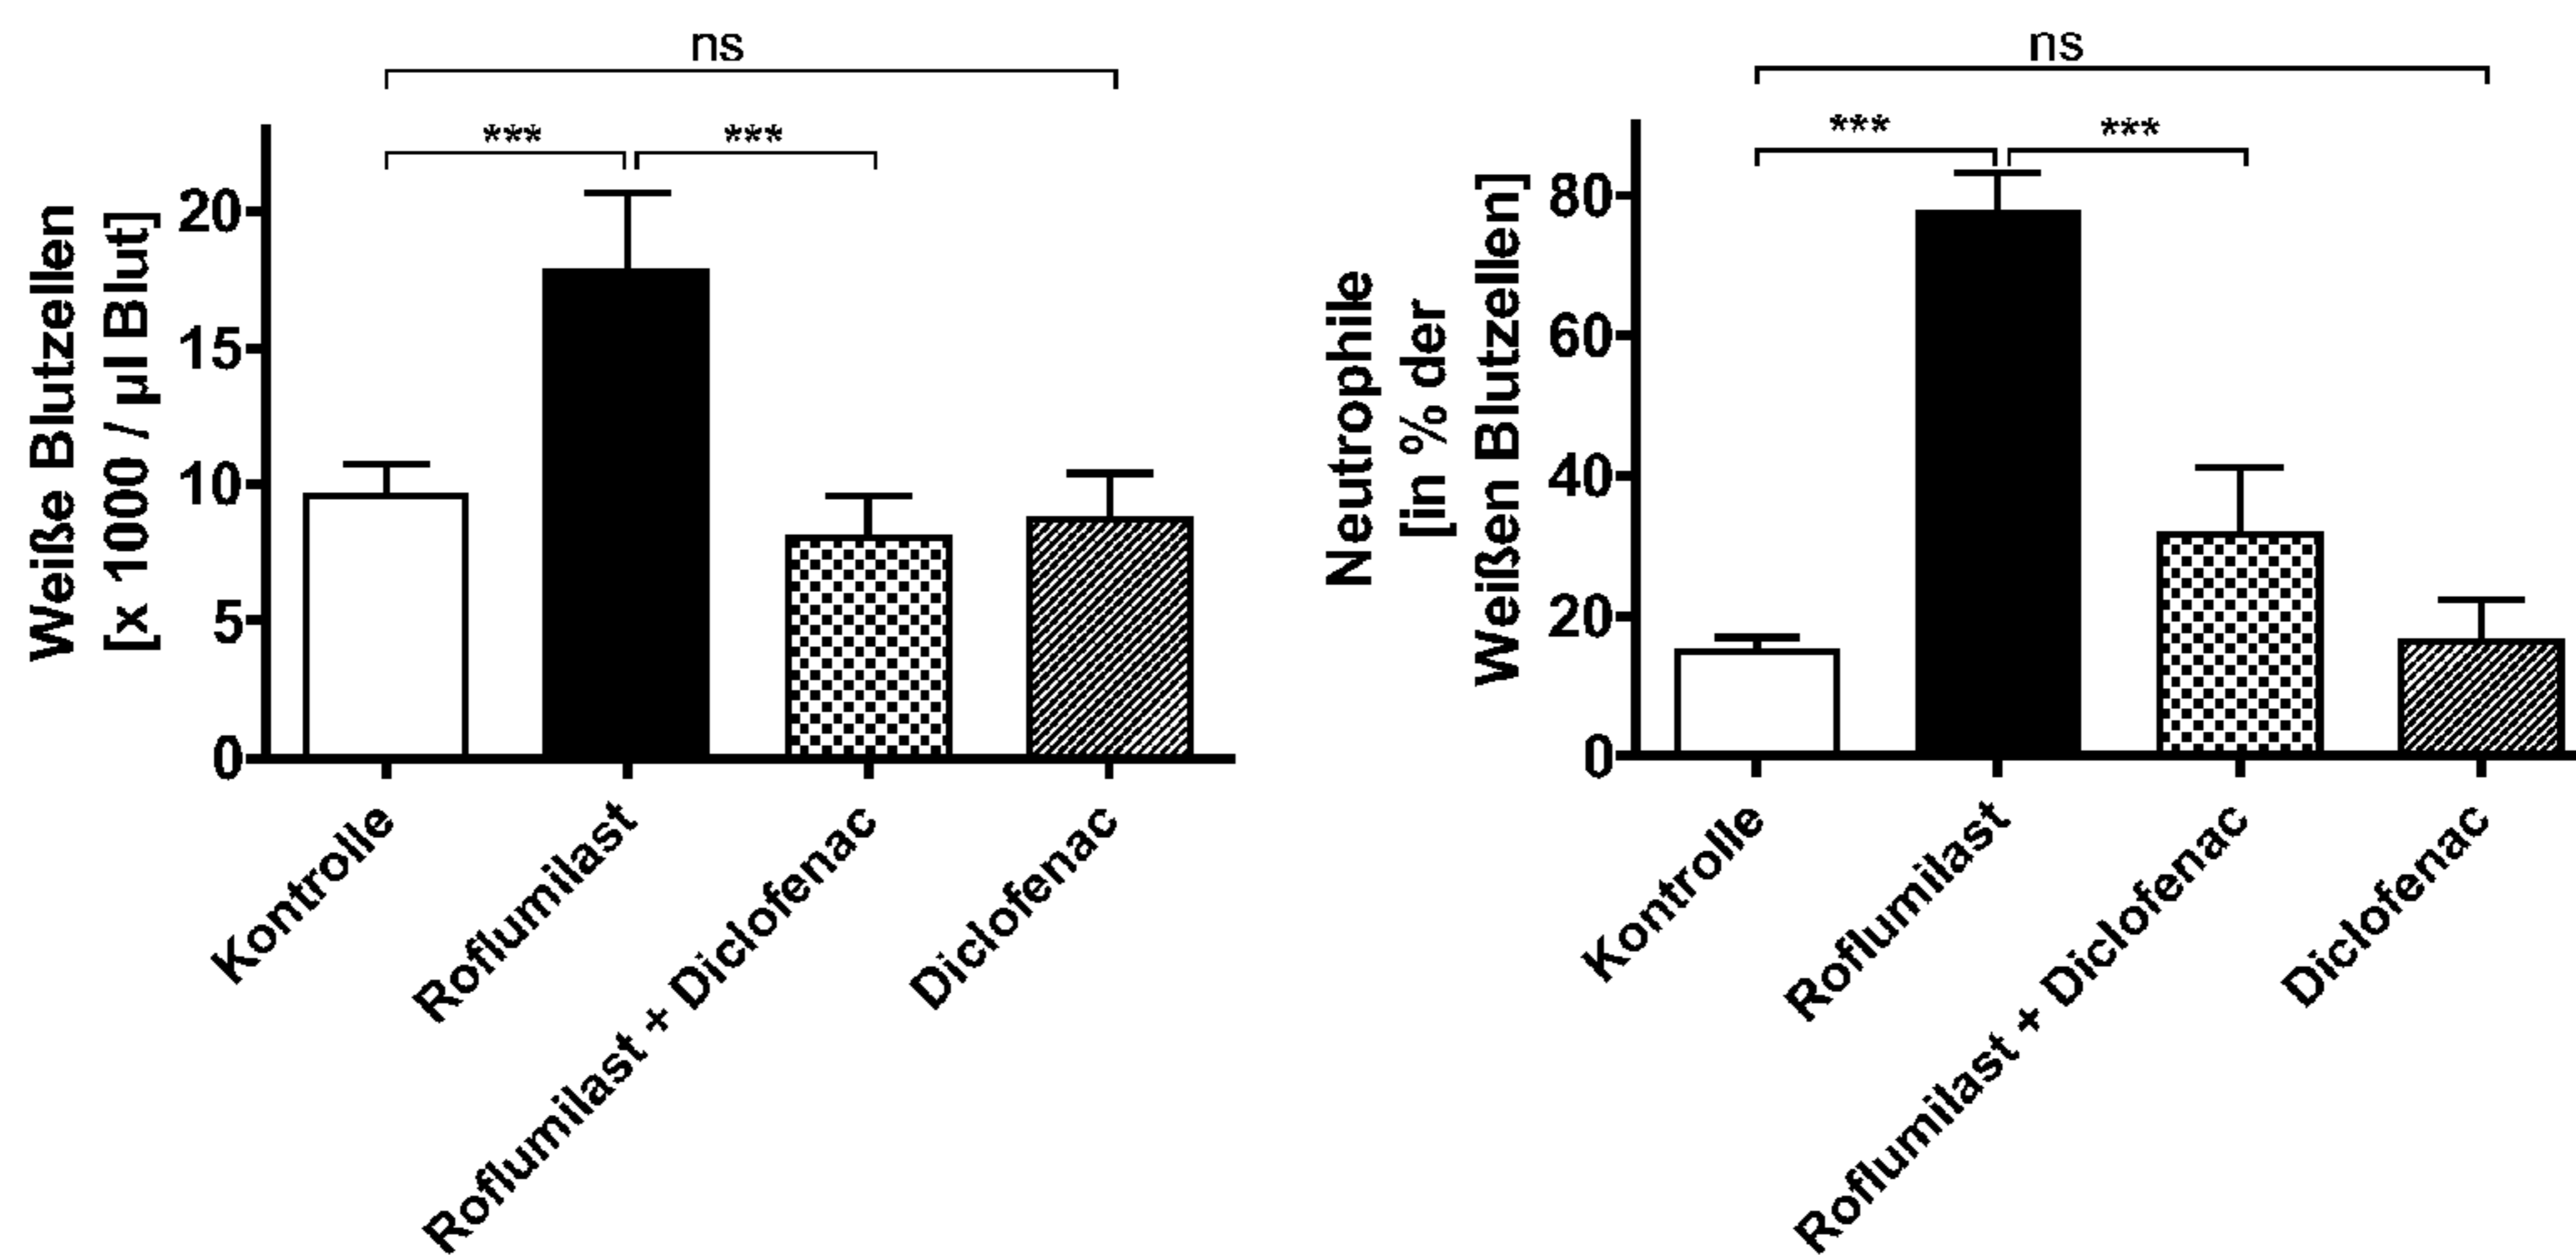 ns
***
***
Weiße Blutzellen
[x 1000 / µl Blut]
20
15
10
5
0
Kontrolle
Roflumilast
Roflumilast + Diclofenac
Diclofenac
ns
***
***
Neutrophile
[in % der
Weißen Blutzellen]
80
60
40
20
0
Kontrolle
Roflumilast
Roflumilast + Diclofenac
Diclofenac